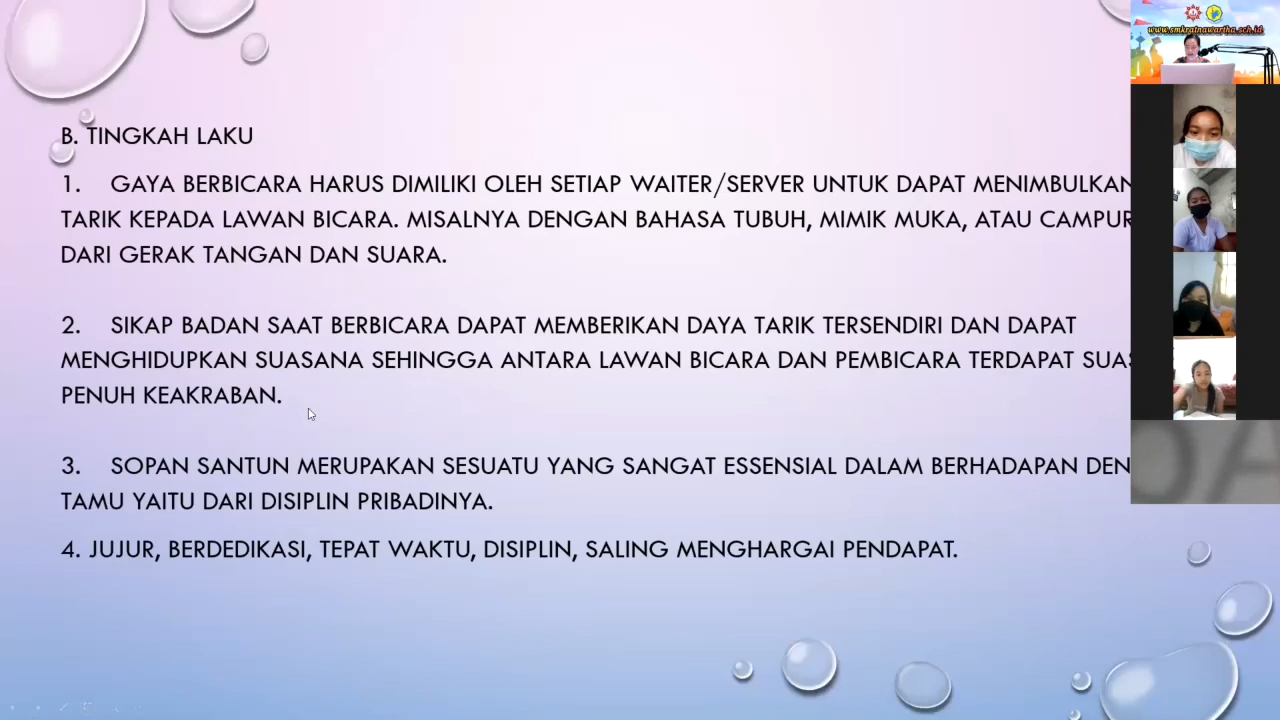 B. TINGKAH LAKU
1. GAYA BERBICARA HARUS DIMILIKI OLEH SETIAP WAITER/SERVER UNTUK DAPAT MENIMBULKAN
TARIK KEPADA LAWAN BICARA. MISALNYA DENGAN BAHASA TUBUH, MIMIK MUKA, ATAU CAMPUR
DARI GERAK TANGAN DAN SUARA.
2. SIKAP BADAN SAAT BERBICARA DAPAT MEMBERIKAN DAYA TARIK TERSENDIRI DAN DAPAT
MENGHIDUPKAN SUASANA SEHINGGA ANTARA LAWAN BICARA DAN PEMBICARA TERDAPAT SUAS
PENUH KEAKRABAN.
3. SOPAN SANTUN MERUPAKAN SESUATU YANG SANGAT ESSENSIAL DALAM BERHADAPAN DEN
TAMU YAITU DARI DISIPLIN PRIBADINYA.
4. JUJUR, BERDEDIKASI, TEPAT WAKTU, DISIPLIN, SALING MENGHARGAI PENDAPAT.
www.smkratnawartha.sch.id
DA